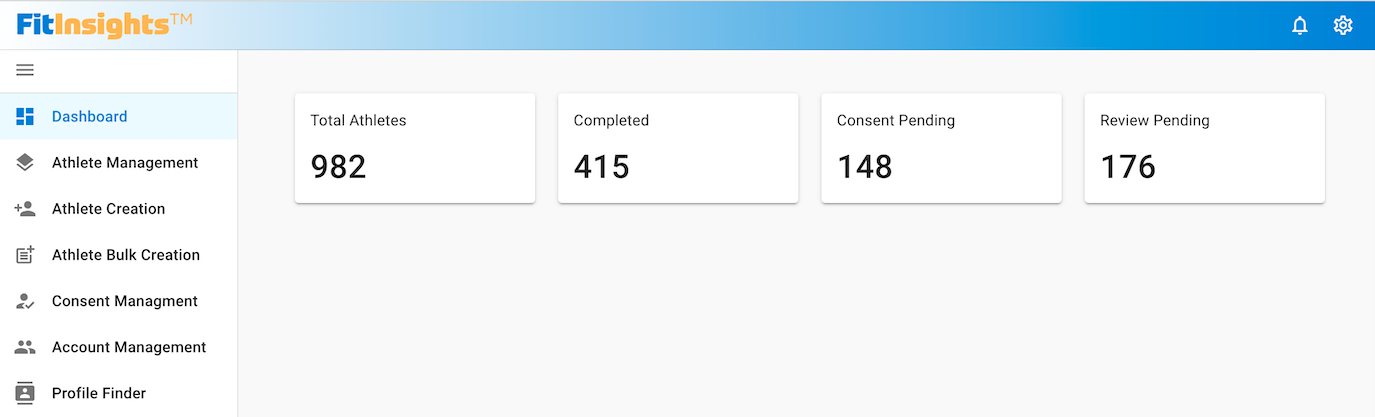 FitInsights™
Dashboard
Athlete Management
Athlete Creation
Athlete Bulk Creation
Consent Managment
Account Management
Profile Finder
Total Athletes
982
Completed
415
Consent Pending
148
Review Pending
176